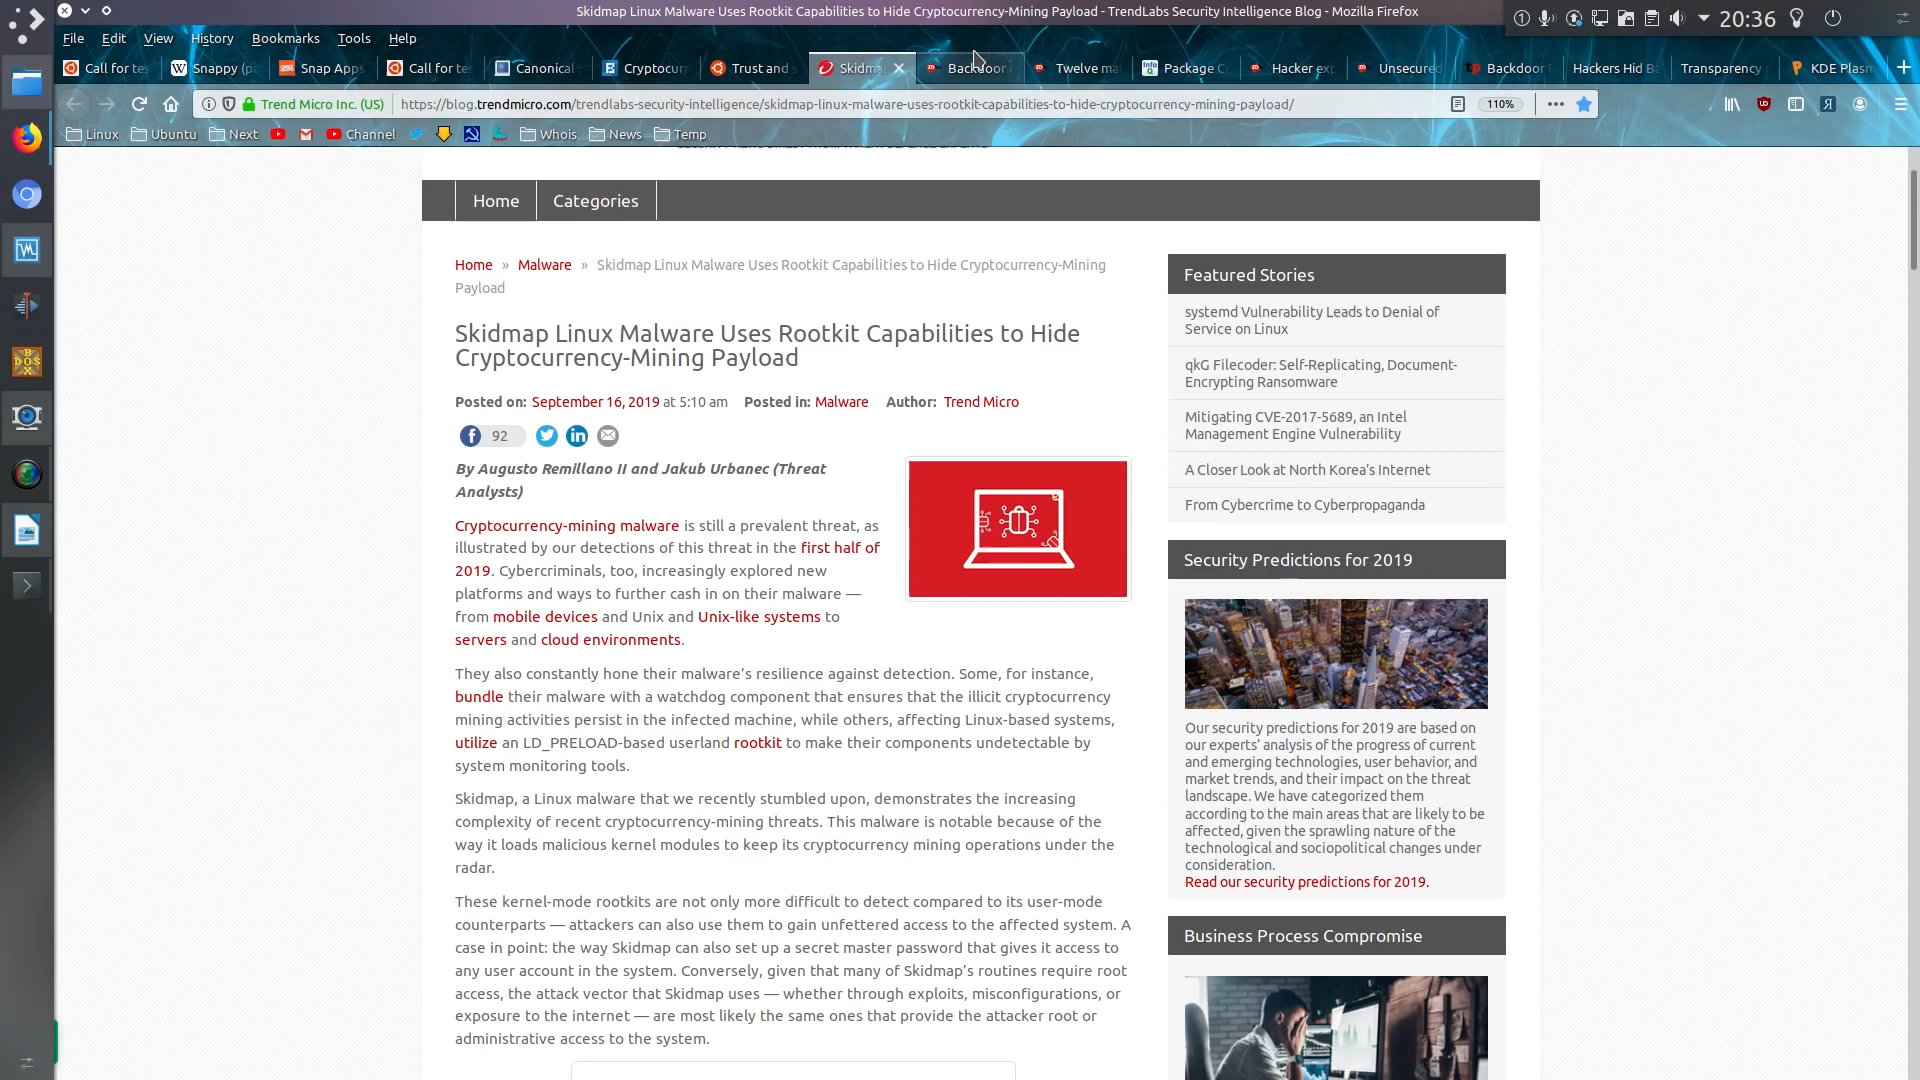 Skidmap Linux Malware Uses Rootkit Capabilities to Hide Cryptocurrency-Mining Payload - TrendLabs Security Intelligence Blog - Mozilla Firefox
20:36
File Edit View History Bookmarks Tools Help
Call for te Snappy (pa Snap Apps Call for te Canonical Cryptocurr Trust and s Skidma Backdoor Twelve ma Package C Hacker exp Unsecured Backdoor Hackers Hid Ba Transparency KDE Plasm
Trend Micro Inc. (US) https://blog.trendmicro.com/trendlabs-security-intelligence/skidmap-linux-malware-uses-rootkit-capabilities-to-hide-cryptocurrency-mining-payload/ 110%
Linux Ubuntu Next Channel Whois News Temp
Home Categories
Home » Malware » Skidmap Linux Malware Uses Rootkit Capabilities to Hide Cryptocurrency-Mining
Payload
Skidmap Linux Malware Uses Rootkit Capabilities to Hide
Cryptocurrency-Mining Payload
Posted on: September 16, 2019 at 5:10 am Posted in: Malware Author: Trend Micro
92
By Augusto Remillano II and Jakub Urbanec (Threat
Analysts)
Cryptocurrency-mining malware is still a prevalent threat, as
illustrated by our detections of this threat in the first half of
2019. Cybercriminals, too, increasingly explored new
platforms and ways to further cash in on their malware —
from mobile devices and Unix and Unix-like systems to
servers and cloud environments.
They also constantly hone their malware’s resilience against detection. Some, for instance,
bundle their malware with a watchdog component that ensures that the illicit cryptocurrency
mining activities persist in the infected machine, while others, affecting Linux-based systems,
utilize an LD_PRELOAD-based userland rootkit to make their components undetectable by
system monitoring tools.
Skidmap, a Linux malware that we recently stumbled upon, demonstrates the increasing
complexity of recent cryptocurrency-mining threats. This malware is notable because of the
way it loads malicious kernel modules to keep its cryptocurrency mining operations under the
radar.
These kernel-mode rootkits are not only more difficult to detect compared to its user-mode
counterparts — attackers can also use them to gain unfettered access to the affected system. A
case in point: the way Skidmap can also set up a secret master password that gives it access to
any user account in the system. Conversely, given that many of Skidmap’s routines require root
access, the attack vector that Skidmap uses — whether through exploits, misconfigurations, or
exposure to the internet — are most likely the same ones that provide the attacker root or
administrative access to the system.
Featured Stories
systemd Vulnerability Leads to Denial of
Service on Linux
qkG Filecoder: Self-Replicating, Document-
Encrypting Ransomware
Mitigating CVE-2017-5689, an Intel
Management Engine Vulnerability
A Closer Look at North Korea’s Internet
From Cybercrime to Cyberpropaganda
Security Predictions for 2019
Our security predictions for 2019 are based on
our experts’ analysis of the progress of current
and emerging technologies, user behavior, and
market trends, and their impact on the threat
landscape. We have categorized them
according to the main areas that are likely to be
affected, given the sprawling nature of the
technological and sociopolitical changes under
consideration.
Read our security predictions for 2019.
Business Process Compromise